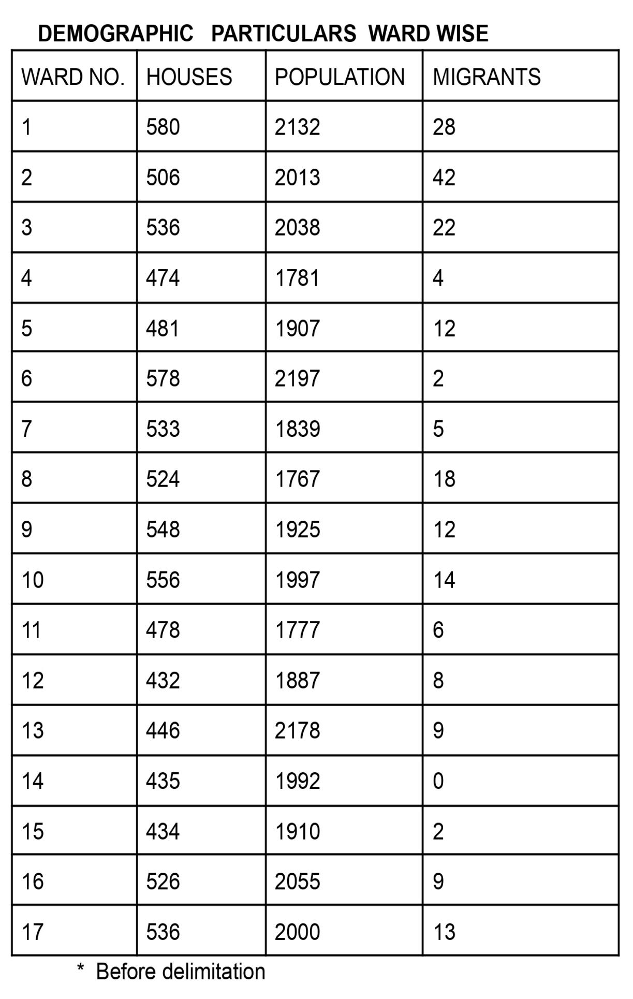 DEMOGRAPHIC PARTICULARS WARD WISE
WARD NO. HOUSES POPULATION MIGRANTS
1 580 2132 28
2 506 2013 42
3 536 2038 22
4 474 1781 4
5 481 1907 12
6 578 2197 2
7 533 1839 5
8 524 1767 18
9 548 1925 12
10 556 1997 14
11 478 1777 6
12 432 1887 8
13 446 2178 9
14 435 1992 0
15 434 1910 2
16 526 2055 9
17 536 2000 13
* Before delimitation